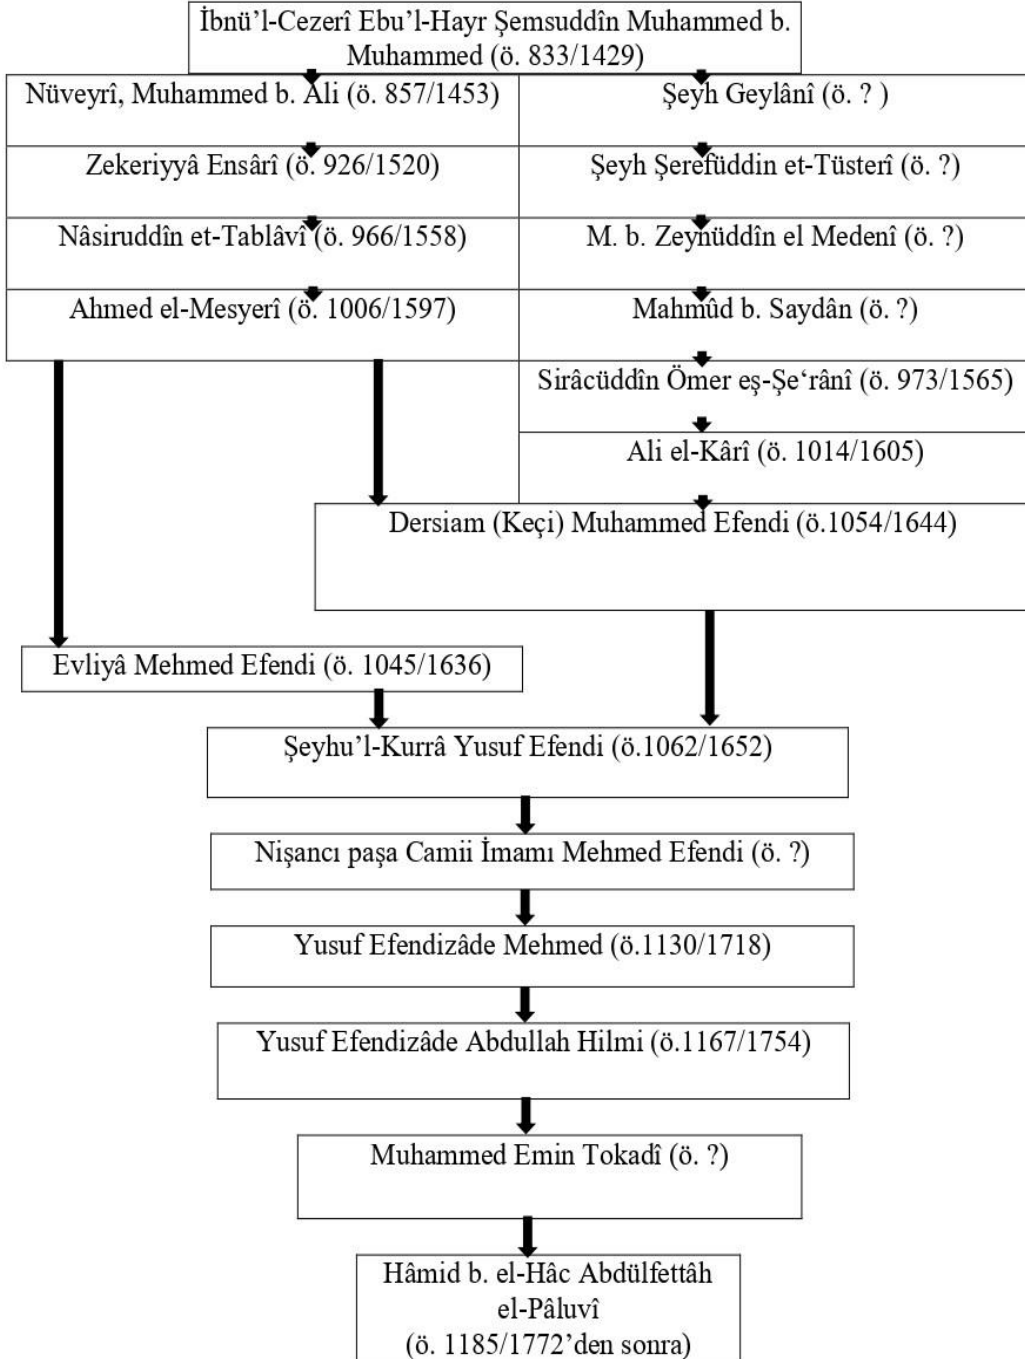 İbnü’l-Cezerî Ebu’l-Hayr Şemsuddîn Muhammed b.
Muhammed (ö. 833/1429)
Nüveyrî, Muhammed b. Ali (ö. 857/1453)
Şeyh Geylânî (ö. ? )
Zekeriyyâ Ensârî (ö. 926/1520)
Şeyh Şerefüddin et-Tüsterî (ö. ?)
Nâsiruddîn et-Tablâvî (ö. 966/1558)
M. b. Zeynüddîn el Medenî (ö. ?)
Ahmed el-Mesyerî (ö. 1006/1597)
Mahmûd b. Saydân (ö. ?)
Sirâcüddîn Ömer eş-Şe‘rânî (ö. 973/1565)
Ali el-Kârî (ö. 1014/1605)
Dersiam (Keçi) Muhammed Efendi (ö.1054/1644)
Evliyâ Mehmed Efendi (ö. 1045/1636)
Şeyhu’l-Kurrâ Yusuf Efendi (ö.1062/1652)
Nişancı paşa Camii İmamı Mehmed Efendi (ö. ?)
Yusuf Efendizâde Mehmed (ö.1130/1718)
Yusuf Efendizâde Abdullah Hilmi (ö.1167/1754)
Muhammed Emin Tokadî (ö. ?)
Hâmid b. el-Hâc Abdülfettâh
el-Pâluvî
(ö. 1185/1772’den sonra)